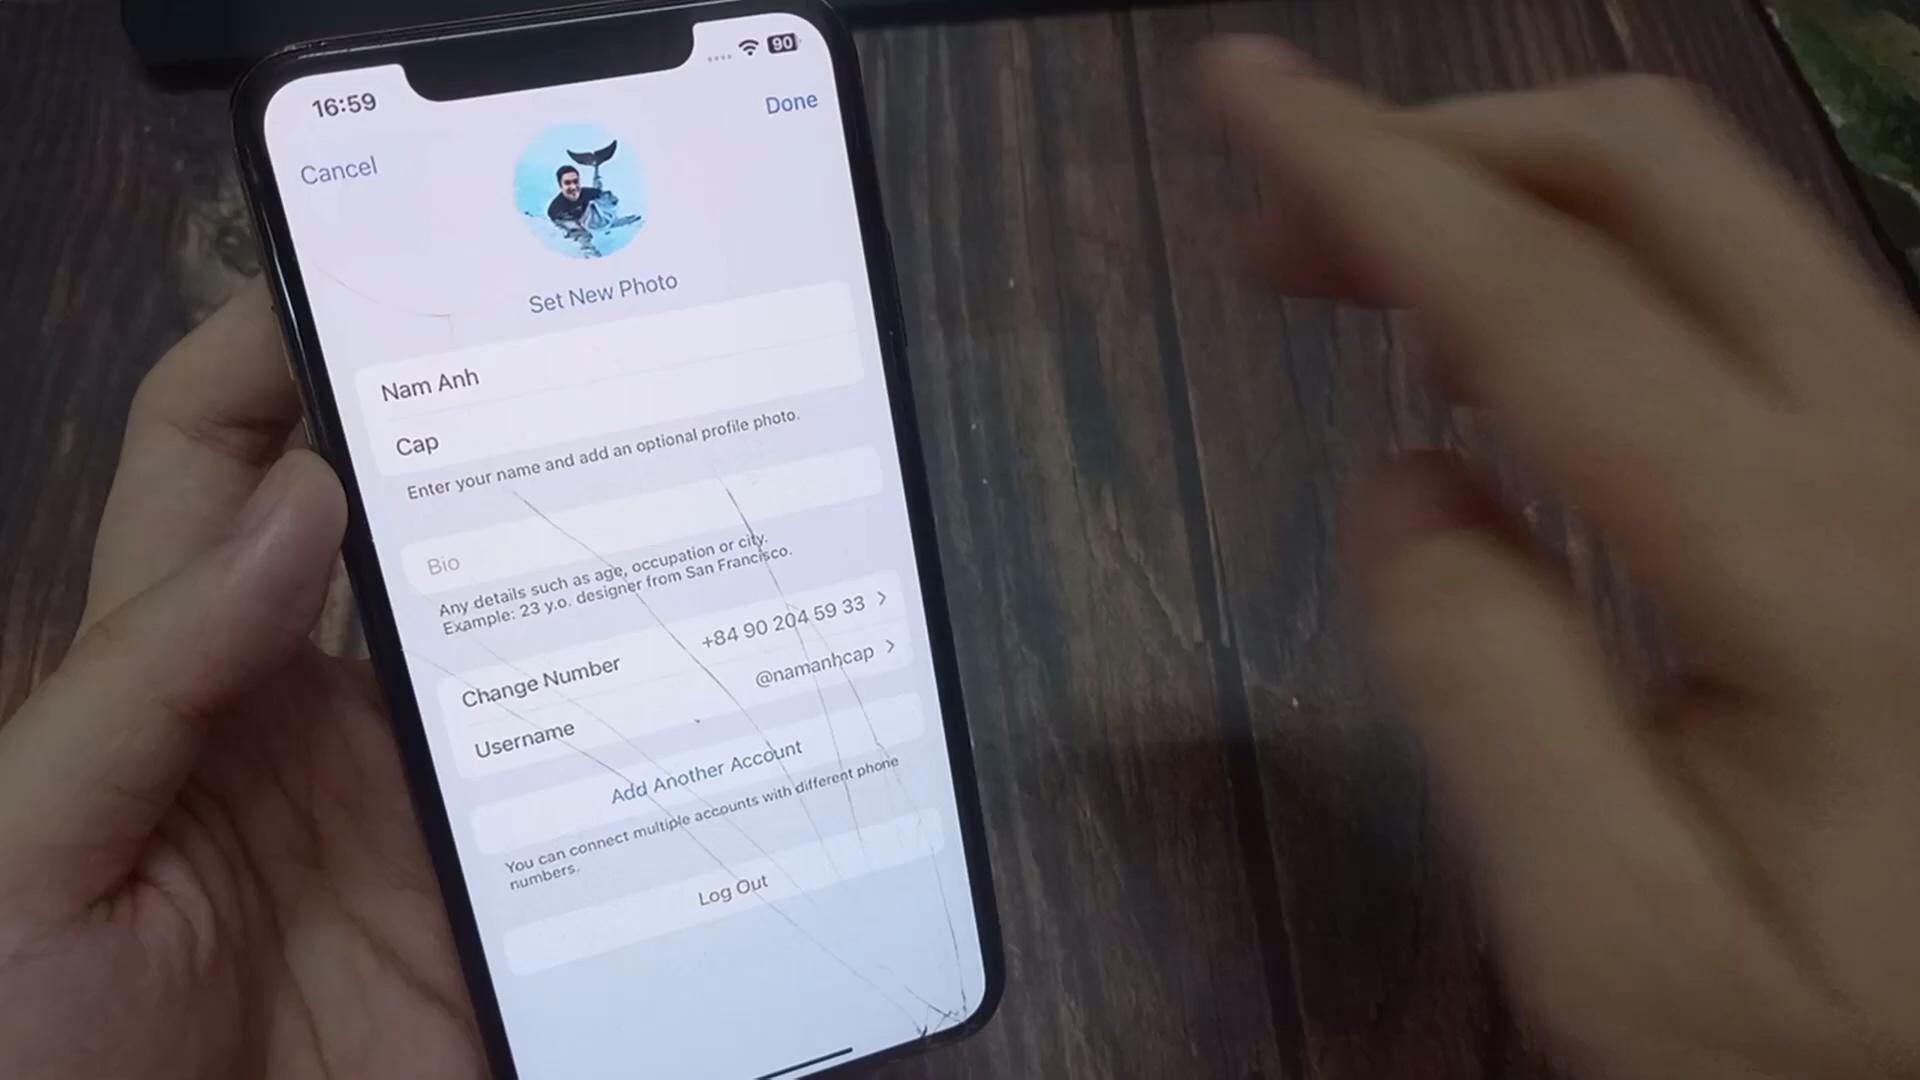 16:59
90
Cancel
Done
Set New Photo
Nam Anh
Cap
Enter your name and add an optional profile photo.
Bio
Any details such as age, occupation or city.
Example: 23 y.o. designer from San Francisco.
Change Number +84 90 204 59 33
Username @namanhcap
Add Another Account
You can connect multiple accounts with different phone
numbers.
Log Out